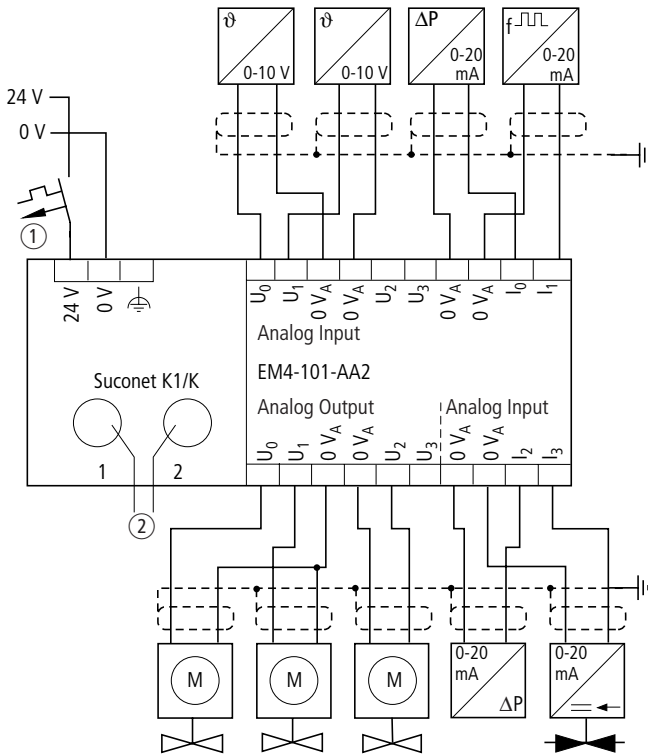 ϑ ϑ ΔP f
0-10 V 0-10 V 0-20 mA 0-20 mA
24 V
0 V
1
24 V 0 V
U0 U1 0 VA 0 VA U2 U3 0 VA 0 VA I0 I1
Analog Input
EM4-101-AA2
Suconet K1/K
Analog Output Analog Input
U0 U1 0 VA 0 VA U2 U3 0 VA 0 VA I2 I3
1 2
2
M M M
0-20 mA ΔP
0-20 mA